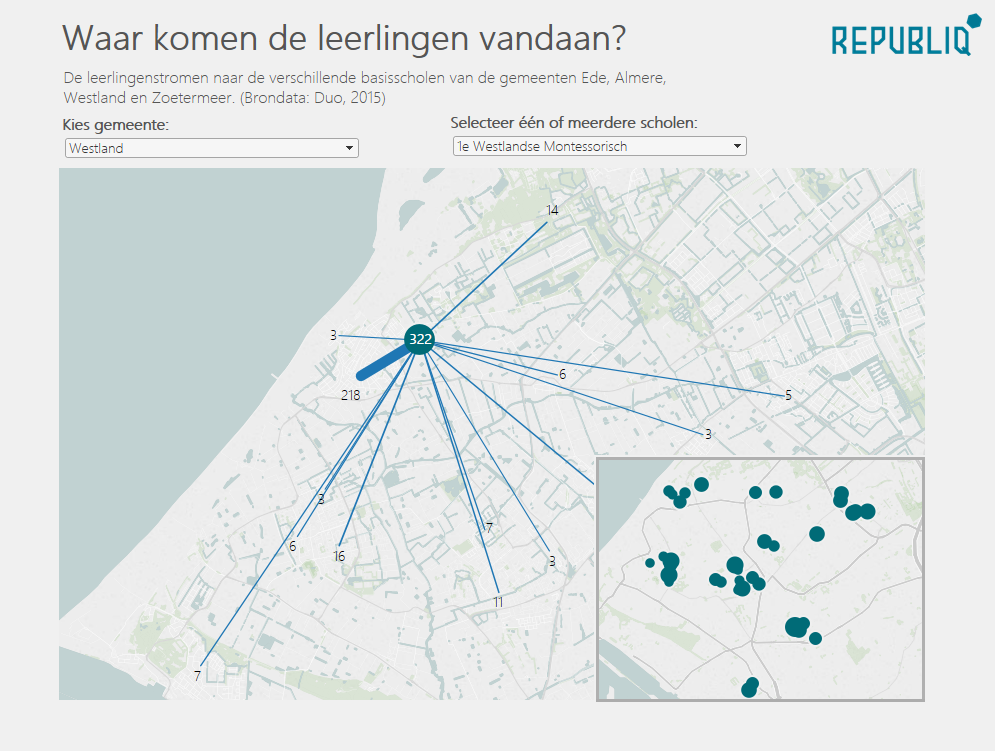 Waar komen de leerlingen vandaan?
REPUBLIQ
De leerlingenstromen naar de verschillende basisscholen van de gemeenten Ede, Almere,
Westland en Zoetermeer. (Brondata: Duo, 2015)
Kies gemeente:
Selecteer één of meerdere scholen:
Westland
1e Westlandse Montessorisch
14
3
322
6
218
5
3
3
7
6
16
3
11
7